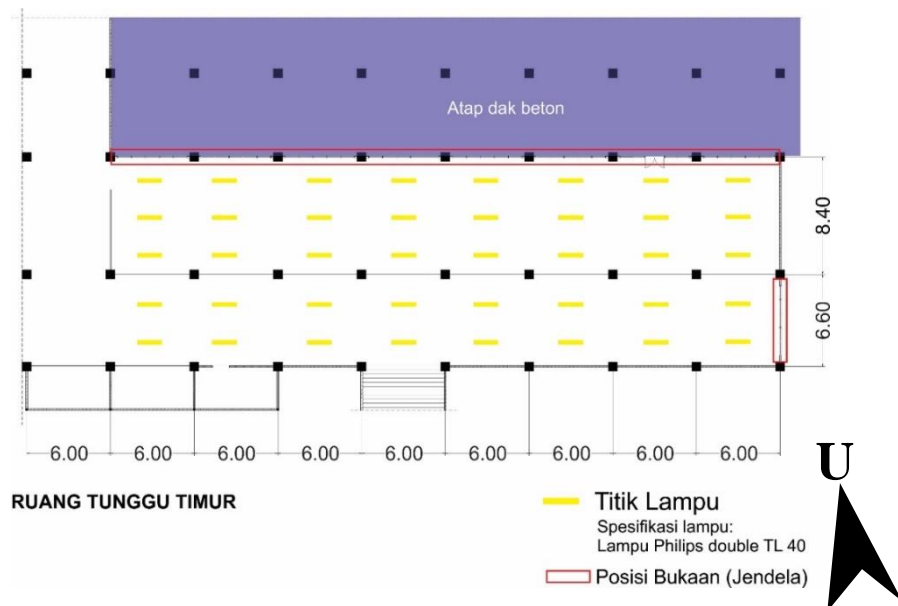 Atap dak beton
8.40
6.60
6.00 6.00 6.00 6.00 6.00 6.00 6.00 6.00 6.00
U
RUANG TUNGGU TIMUR
Titik Lampu
Spesifikasi lampu:
Lampu Philips double TL 40
Posisi Bukaan (Jendela)